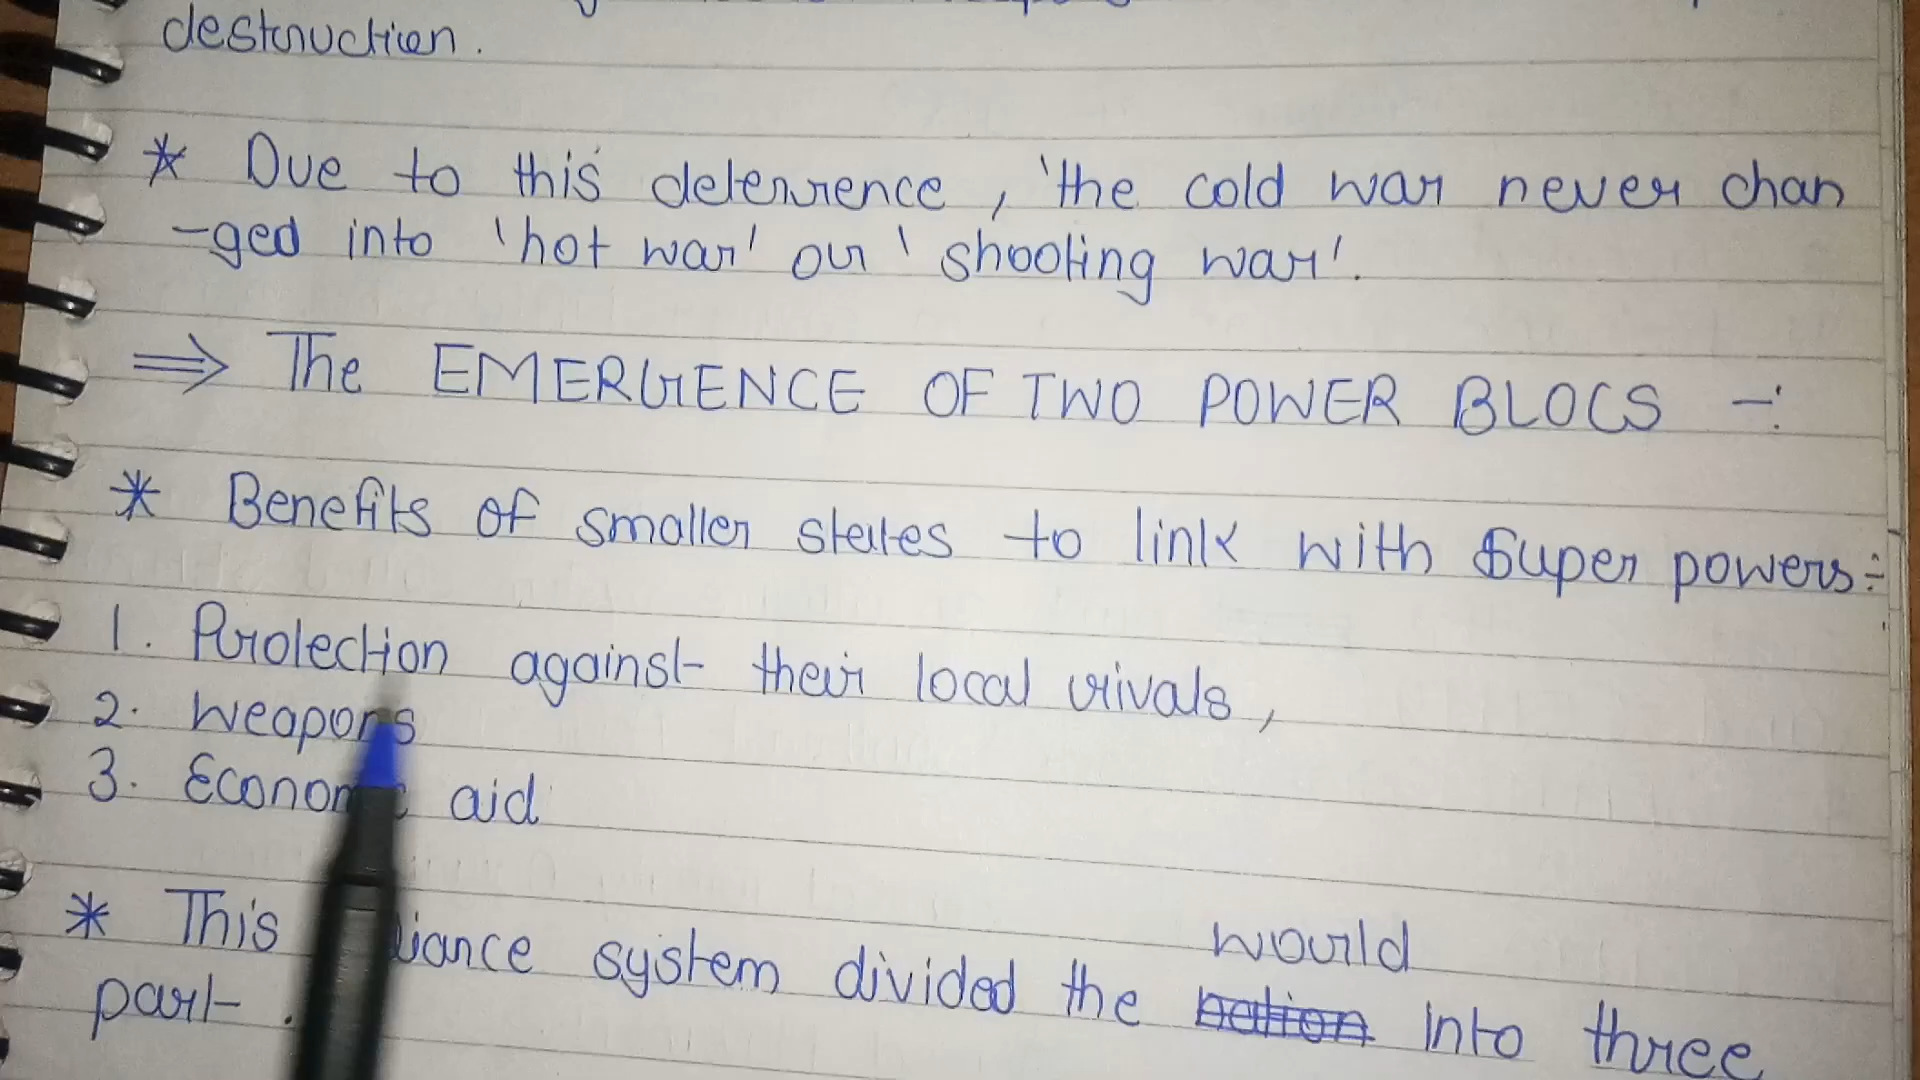 destruction.
* Due to this deterrence, 'the cold war never chan
-ged into 'hot war' or 'shooting war'.
⇒ The EMERGENCE OF TWO POWER BLOCS -:
* Benefits of smaller states to link with Super powers:-
1. Protection against their local rivals,
2. Weapons
3. Economic aid
would
* This system divided the into three
part.